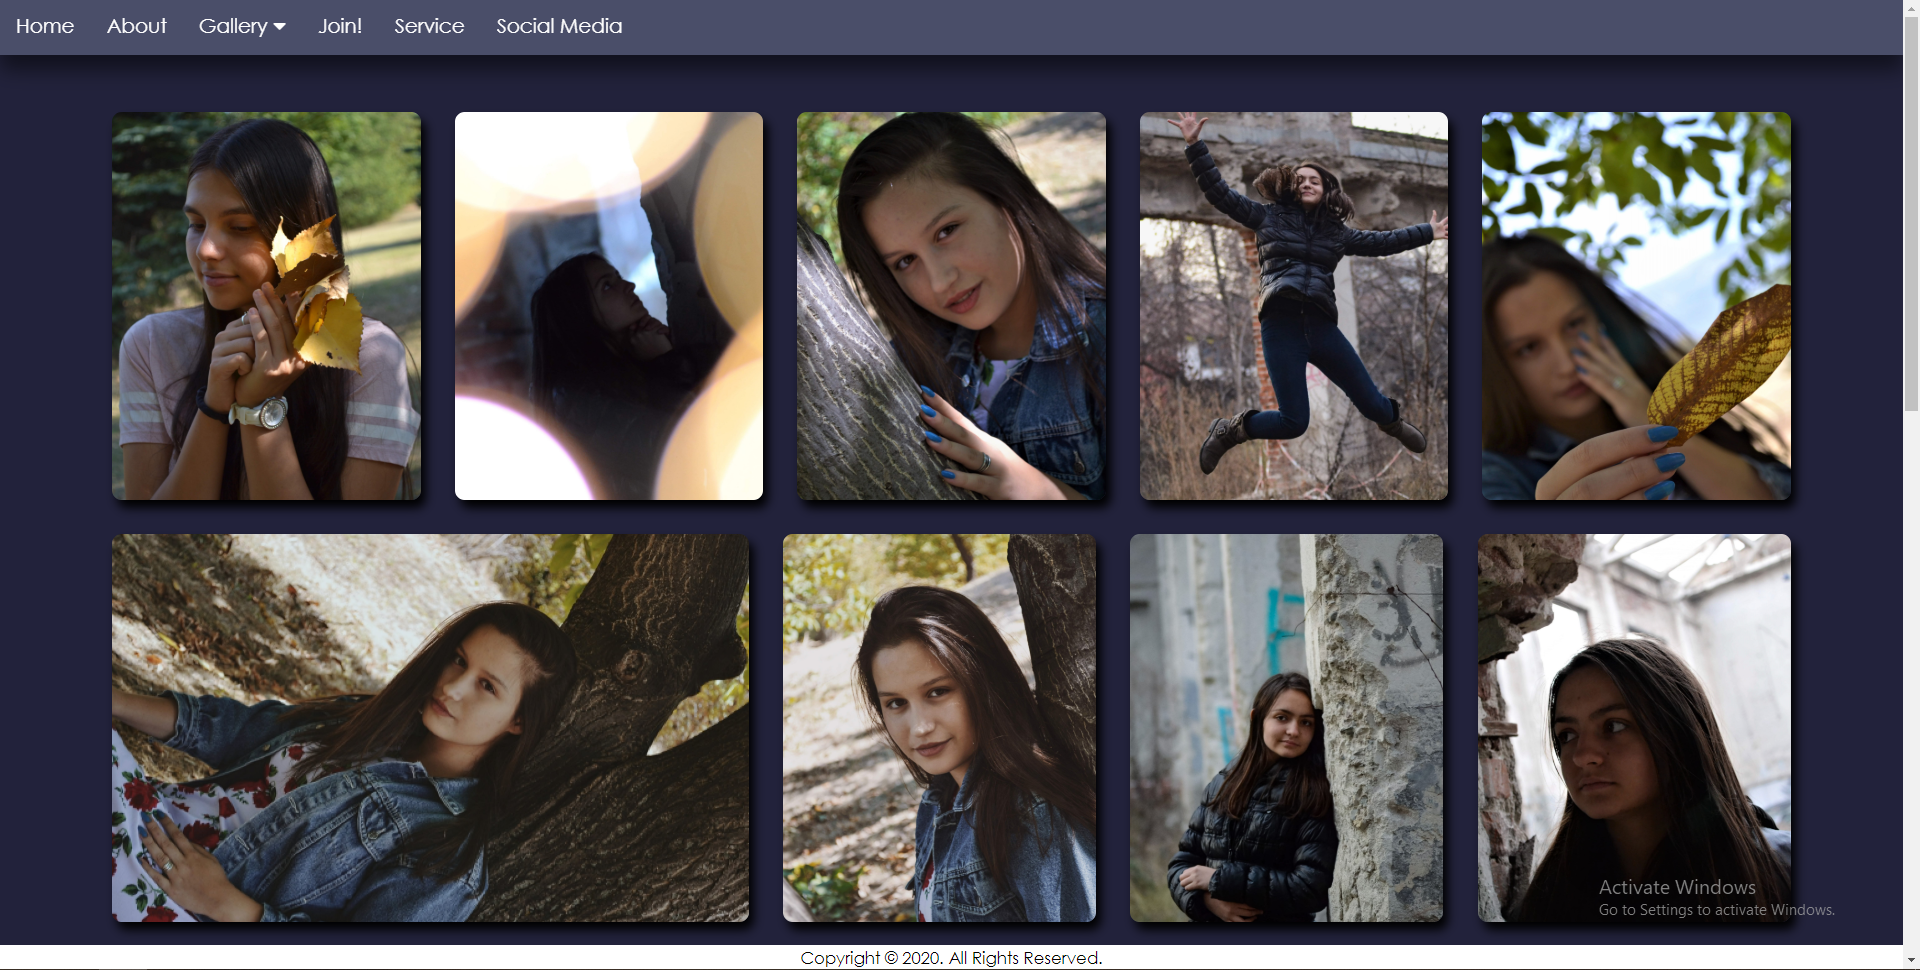 Home About Gallery Join! Service Social Media
Activate Windows
Go to Settings to activate Windows.
Copyright © 2020. All Rights Reserved.